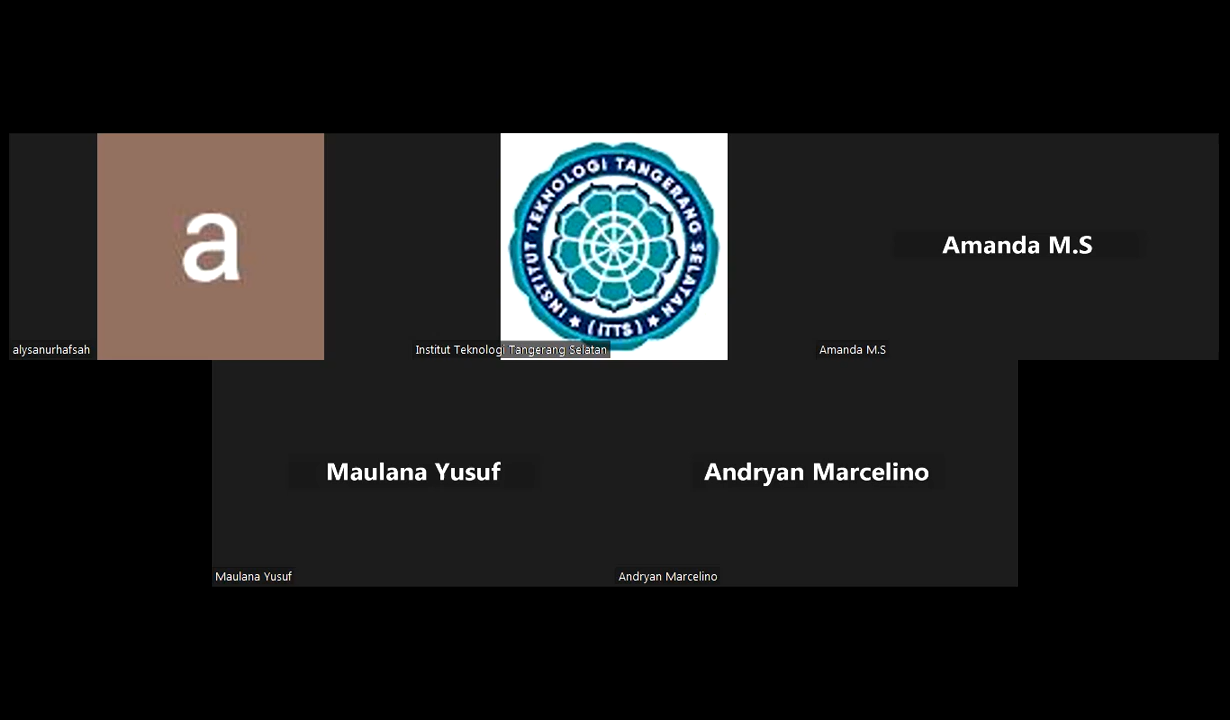 a
INSTITUT TEKNOLOGI TANGERANG SELATAN
(ITTS)
Amanda M.S
alysanurhafsah
Institut Teknologi Tangerang Selatan
Amanda M.S
Maulana Yusuf
Andryan Marcelino
Maulana Yusuf
Andryan Marcelino